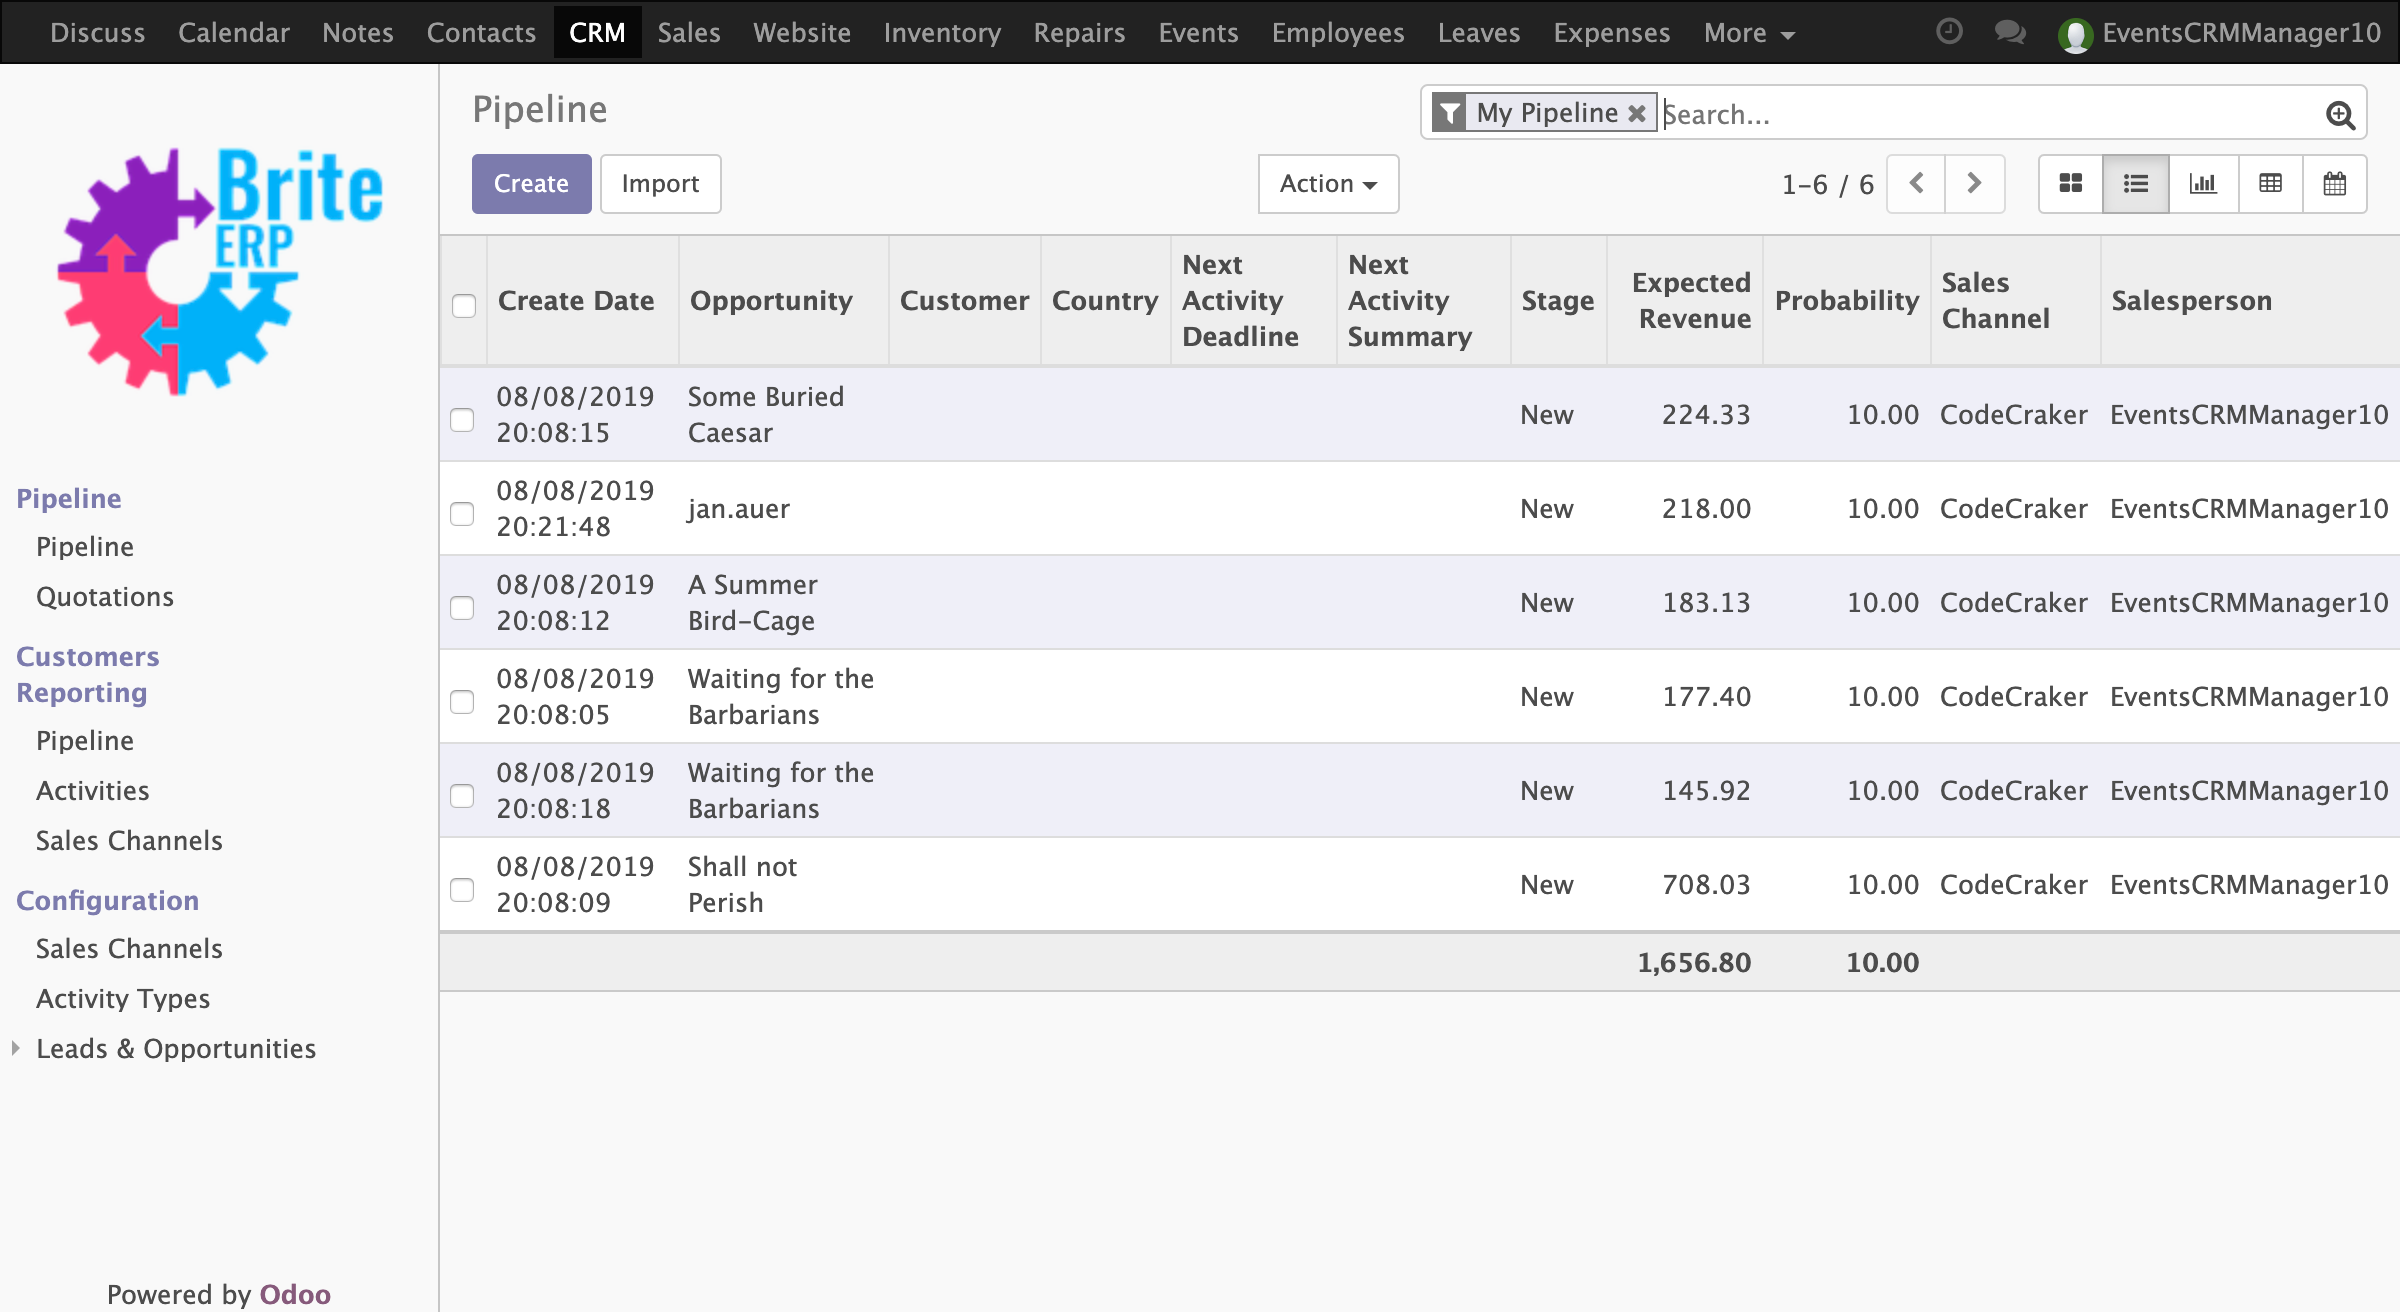 Discuss Calendar Notes Contacts CRM Sales Website Inventory Repairs Events Employees Leaves Expenses More EventsCRMManager10
Brite
ERP
Pipeline
Pipeline
Quotations
Customers
Reporting
Pipeline
Activities
Sales Channels
Configuration
Sales Channels
Activity Types
Leads & Opportunities
Powered by Odoo
Pipeline
My Pipeline Search...
Create Import Action 1-6 / 6
Create Date Opportunity Customer Country Next Activity Deadline Next Activity Summary Stage Expected Revenue Probability Sales Channel Salesperson
08/08/2019 20:08:15 Some Buried Caesar New 224.33 10.00 CodeCraker EventsCRMManager10
08/08/2019 20:21:48 jan.auer New 218.00 10.00 CodeCraker EventsCRMManager10
08/08/2019 20:08:12 A Summer Bird-Cage New 183.13 10.00 CodeCraker EventsCRMManager10
08/08/2019 20:08:05 Waiting for the Barbarians New 177.40 10.00 CodeCraker EventsCRMManager10
08/08/2019 20:08:18 Waiting for the Barbarians New 145.92 10.00 CodeCraker EventsCRMManager10
08/08/2019 20:08:09 Shall not Perish New 708.03 10.00 CodeCraker EventsCRMManager10
1,656.80 10.00